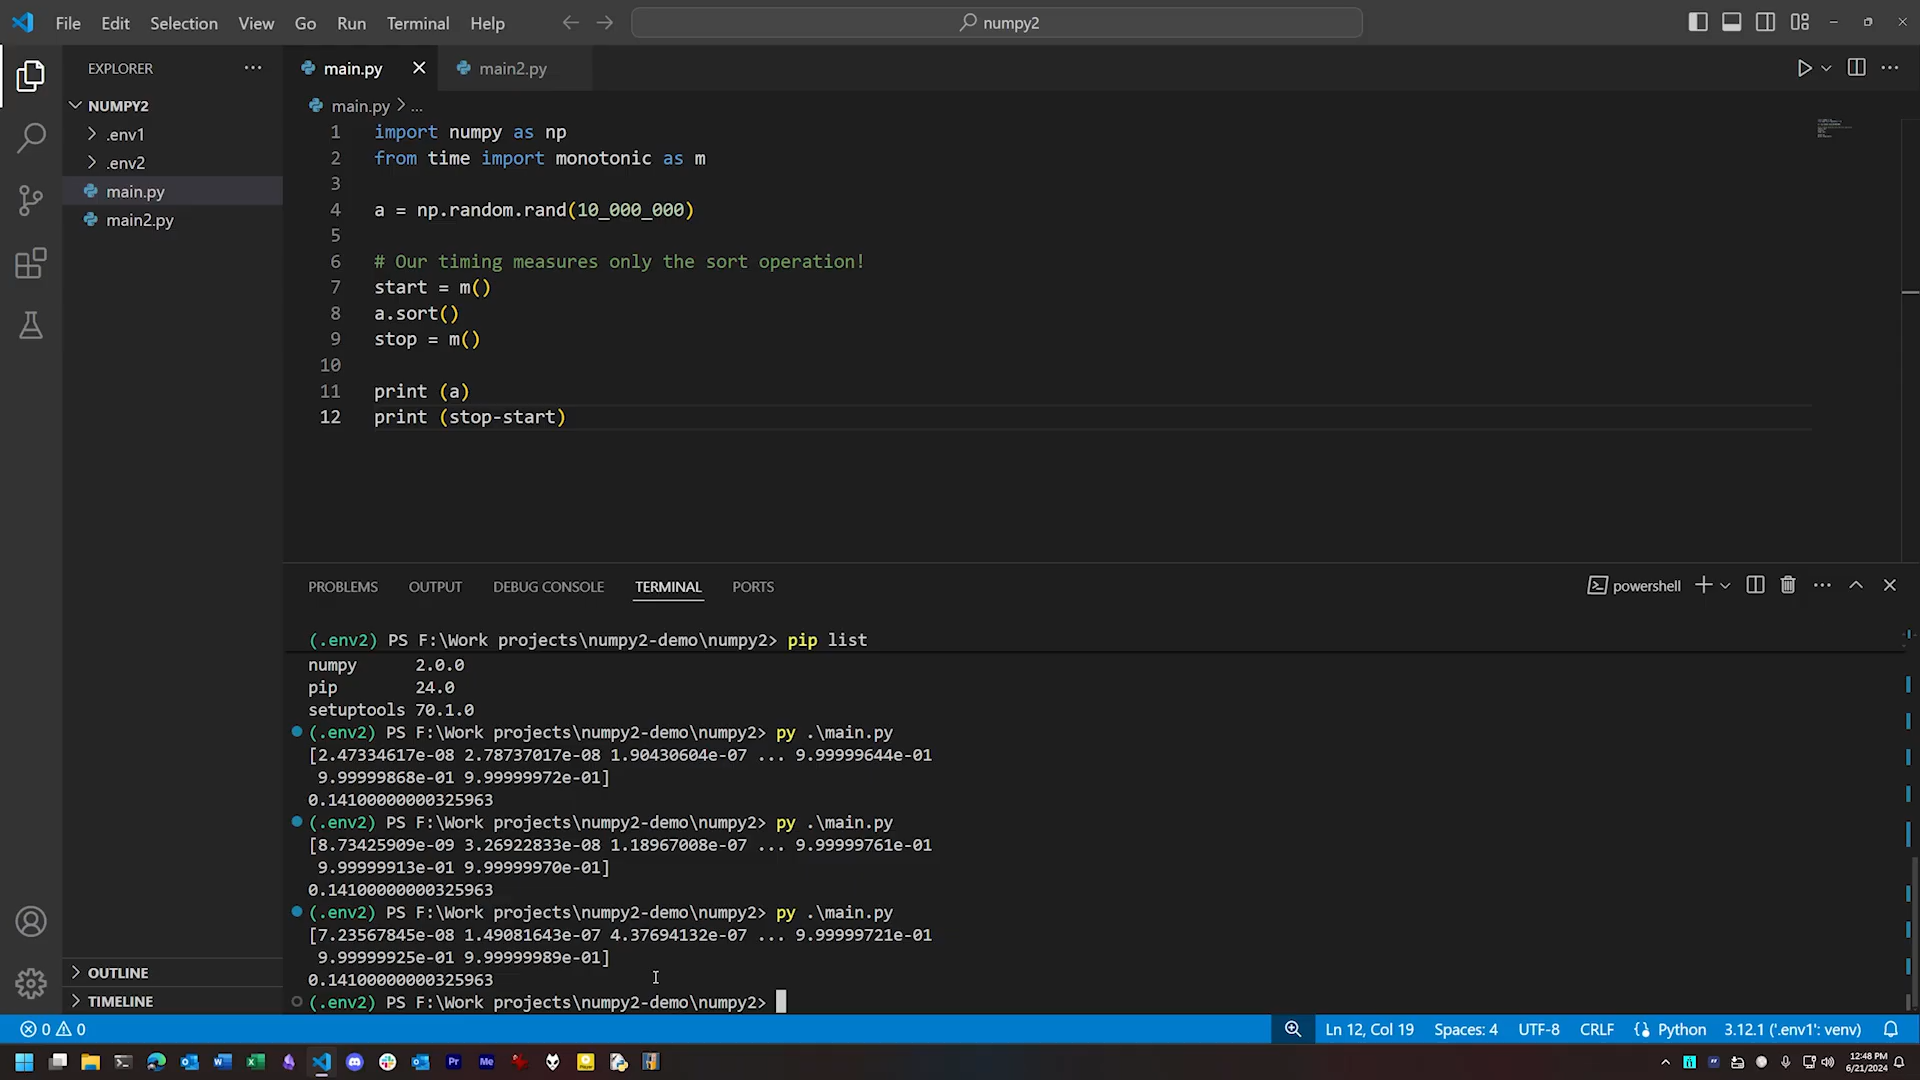 File Edit Selection View Go Run Terminal Help
numpy2
EXPLORER
NUMPY2
.env1
.env2
main.py
main2.py
OUTLINE
TIMELINE
main.py
main2.py
main.py > ...
1 import numpy as np
2 from time import monotonic as m
3
4 a = np.random.rand(10_000_000)
5
6 # Our timing measures only the sort operation!
7 start = m()
8 a.sort()
9 stop = m()
10
11 print (a)
12 print (stop-start)
PROBLEMS OUTPUT DEBUG CONSOLE TERMINAL PORTS
powershell
(.env2) PS F:\Work projects\numpy2-demo\numpy2> pip list
numpy 2.0.0
pip 24.0
setuptools 70.1.0
(.env2) PS F:\Work projects\numpy2-demo\numpy2> py .\main.py
[2.47334617e-08 2.78737017e-08 1.90430604e-07 ... 9.99999644e-01
9.99999868e-01 9.99999972e-01]
0.14100000000325963
(.env2) PS F:\Work projects\numpy2-demo\numpy2> py .\main.py
[8.73425909e-09 3.26922833e-08 1.18967008e-07 ... 9.99999761e-01
9.99999913e-01 9.99999970e-01]
0.14100000000325963
(.env2) PS F:\Work projects\numpy2-demo\numpy2> py .\main.py
[7.23567845e-08 1.49081643e-07 4.37694132e-07 ... 9.99999721e-01
9.99999925e-01 9.99999989e-01]
0.14100000000325963
(.env2) PS F:\Work projects\numpy2-demo\numpy2>
0 0
Ln 12, Col 19 Spaces: 4 UTF-8 CRLF Python 3.12.1 ('.env1': venv)
Pr Me
12:48 PM
6/21/2024